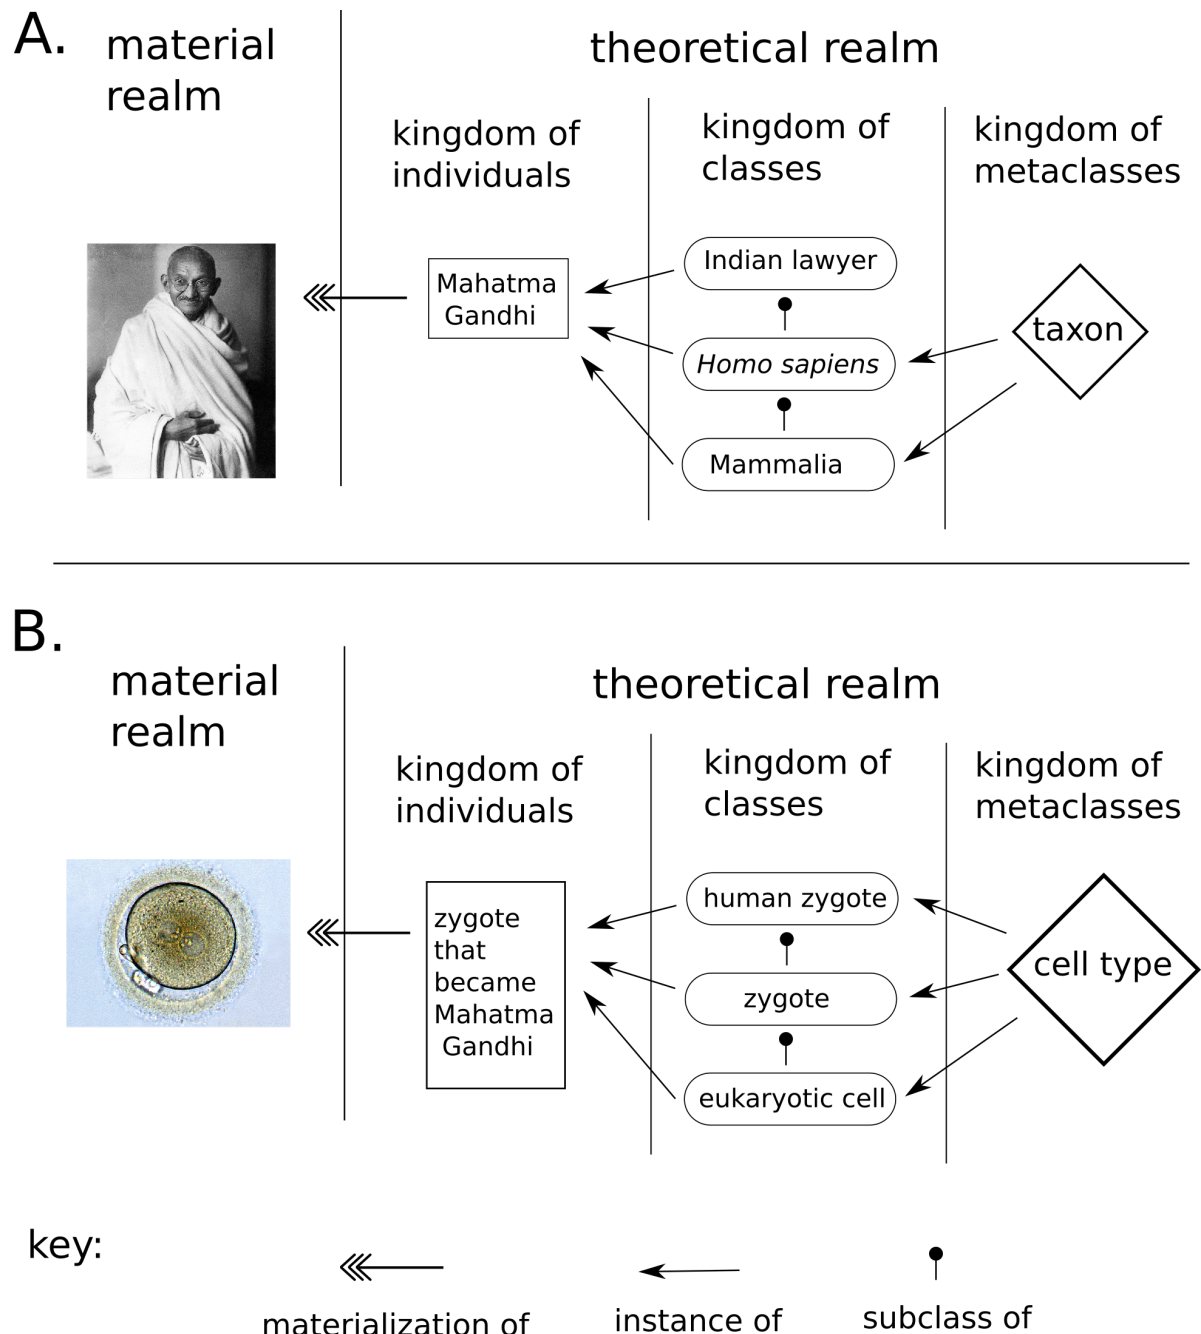 A.
material
realm
theoretical realm
kingdom of
individuals
kingdom of
classes
kingdom of
metaclasses
Mahatma
Gandhi
Indian lawyer
Homo sapiens
Mammalia
taxon
B.
material
realm
theoretical realm
kingdom of
individuals
kingdom of
classes
kingdom of
metaclasses
zygote
that
became
Mahatma
Gandhi
human zygote
zygote
eukaryotic cell
cell type
key:
materialization of
instance of
subclass of